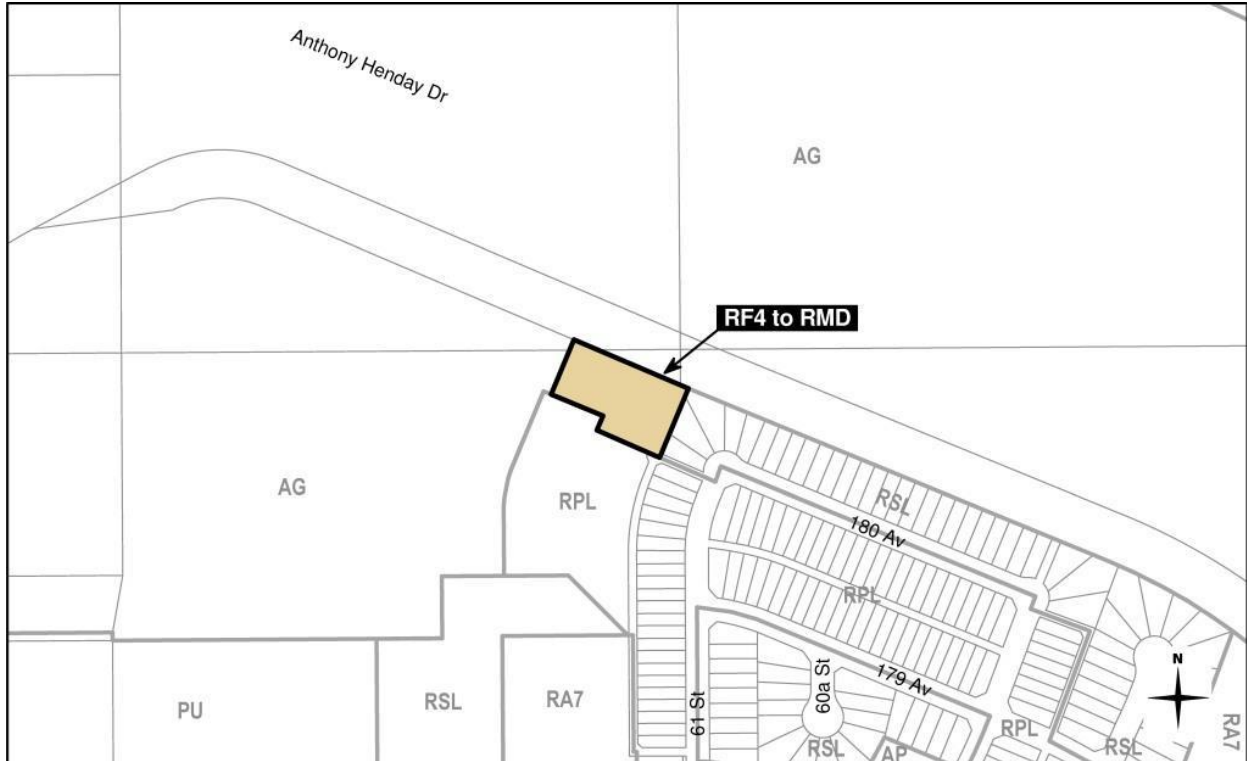 Anthony Henday Dr
AG
RF4 to RMD
AG
RPL
RSL
180 Av
RPL
179 Av
60a St
61 St
N
PU
RSL
RA7
RSL
AP
RPL
RSL
RA7